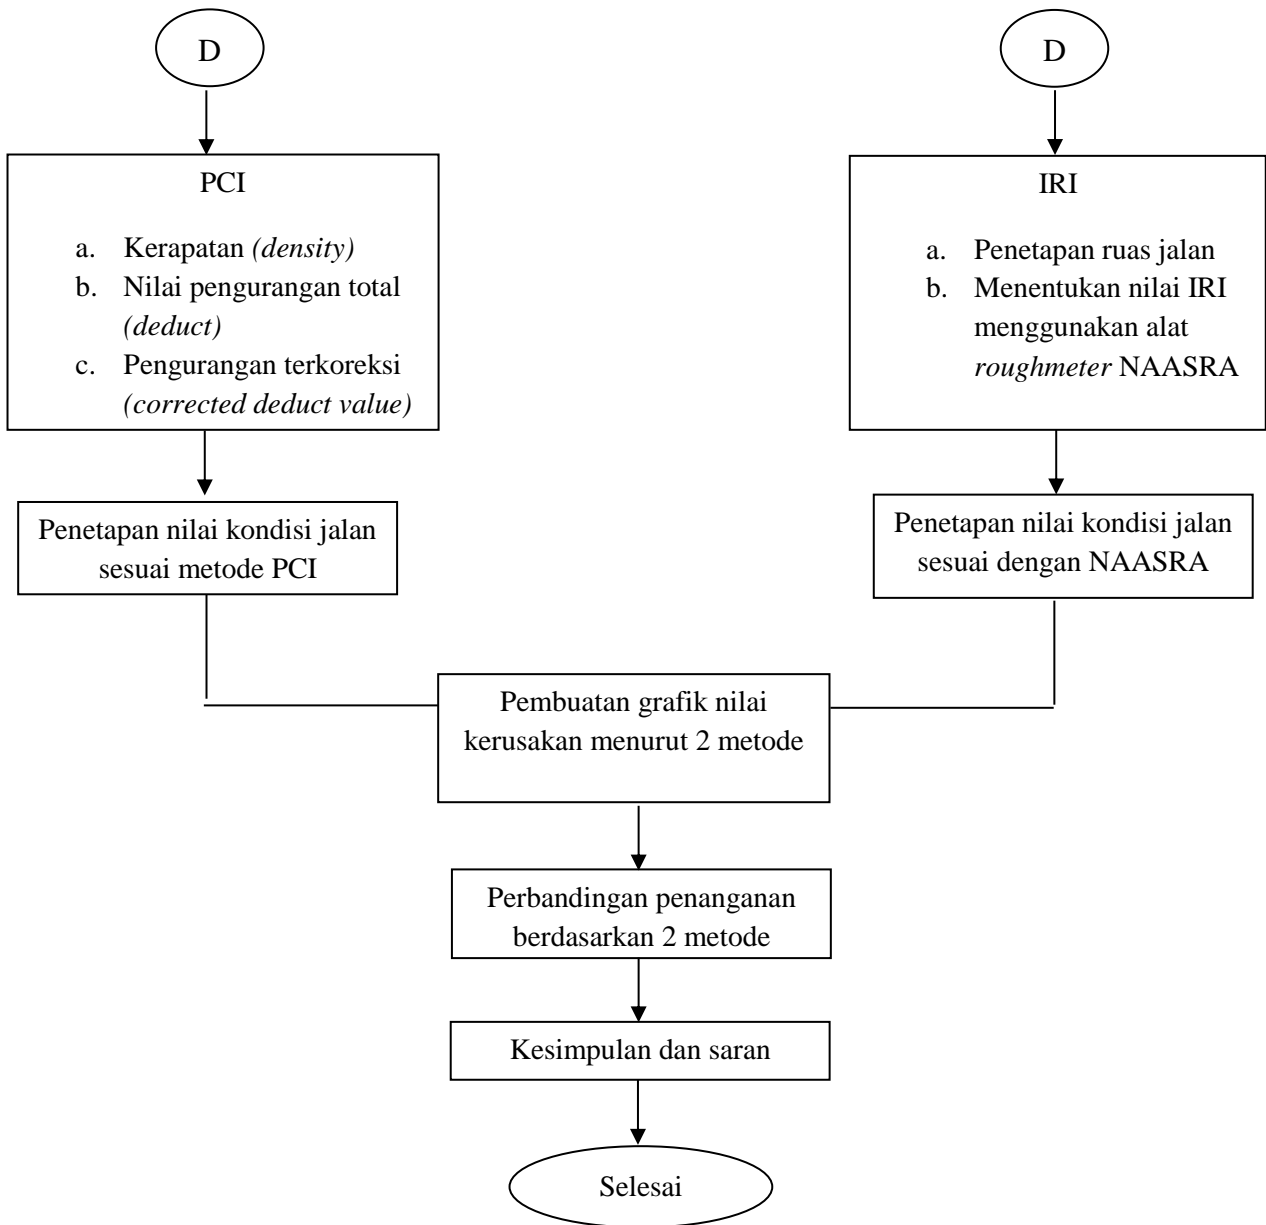 D
D
PCI
a. Kerapatan (density)
b. Nilai pengurangan total
(deduct)
c. Pengurangan terkoreksi
(corrected deduct value)
IRI
a. Penetapan ruas jalan
b. Menentukan nilai IRI
menggunakan alat
roughmeter NAASRA
Penetapan nilai kondisi jalan
sesuai metode PCI
Penetapan nilai kondisi jalan
sesuai dengan NAASRA
Pembuatan grafik nilai
kerusakan menurut 2 metode
Perbandingan penanganan
berdasarkan 2 metode
Kesimpulan dan saran
Selesai